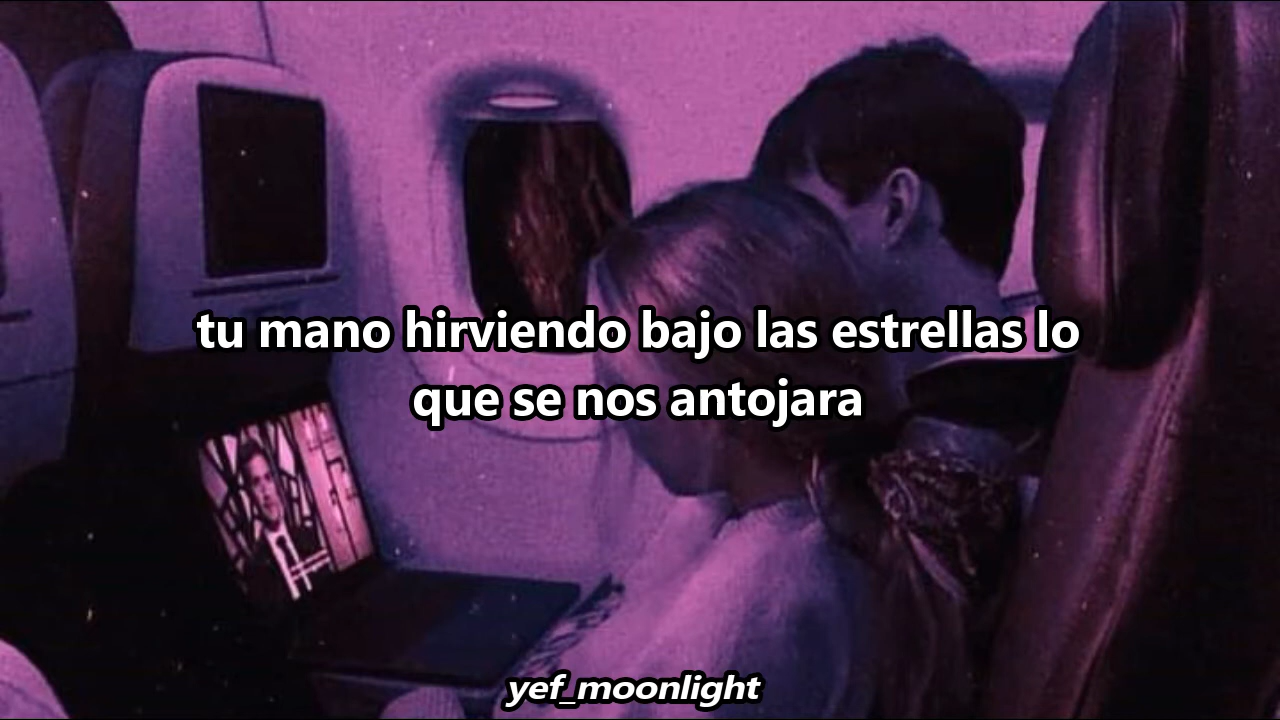 tu mano hirviendo bajo las estrellas lo
que se nos antojara
yef_moonlight